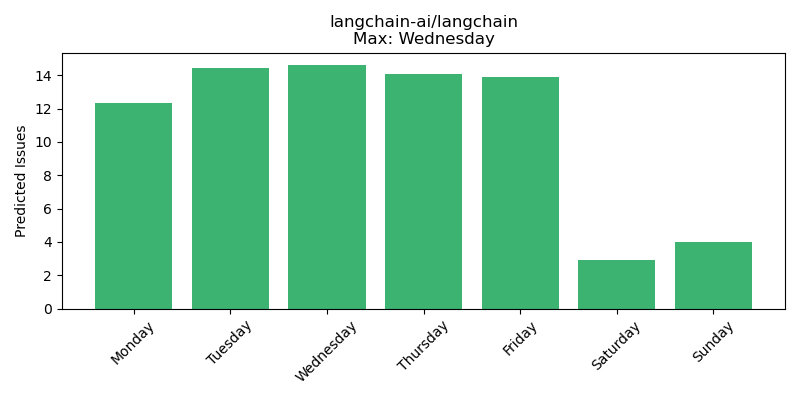 langchain-ai/langchain
Max: Wednesday
Predicted Issues
14
12
10
8
6
4
2
0
Monday
Tuesday
Wednesday
Thursday
Friday
Saturday
Sunday